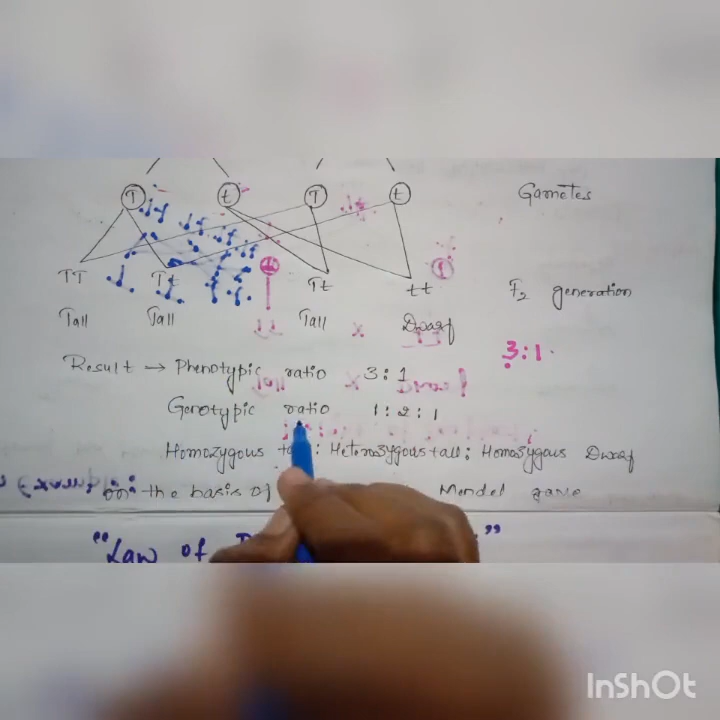 T t T t Gametes
TT Tt Tt tt F2 generation
Tall Tall Tall Dwarf
3:1
Result → Phenotypic ratio 3:1
Genotypic ratio 1:2:1
Homozygous : Heterozygous tall : Homozygous Dwarf
on the basis of Mendel gave
"Law of "
InShOt